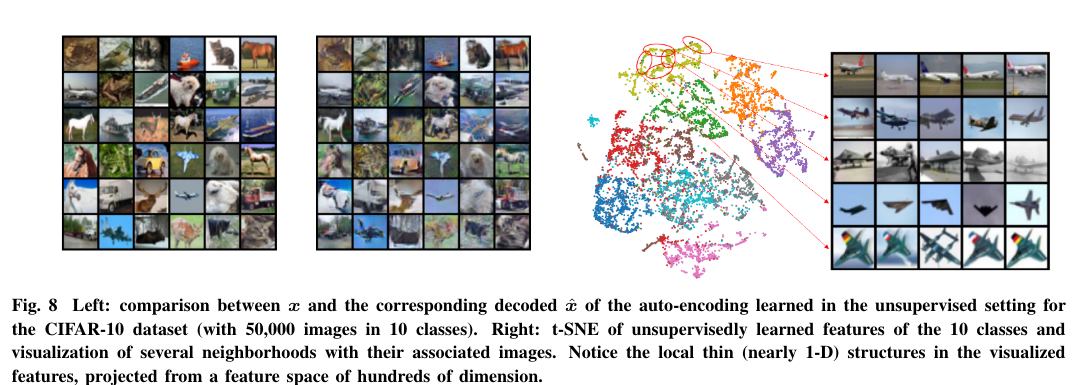 Fig. 8 Left: comparison between x and the corresponding decoded x̂ of the auto-encoding learned in the unsupervised setting for
the CIFAR-10 dataset (with 50,000 images in 10 classes). Right: t-SNE of unsupervisedly learned features of the 10 classes and
visualization of several neighborhoods with their associated images. Notice the local thin (nearly 1-D) structures in the visualized
features, projected from a feature space of hundreds of dimension.